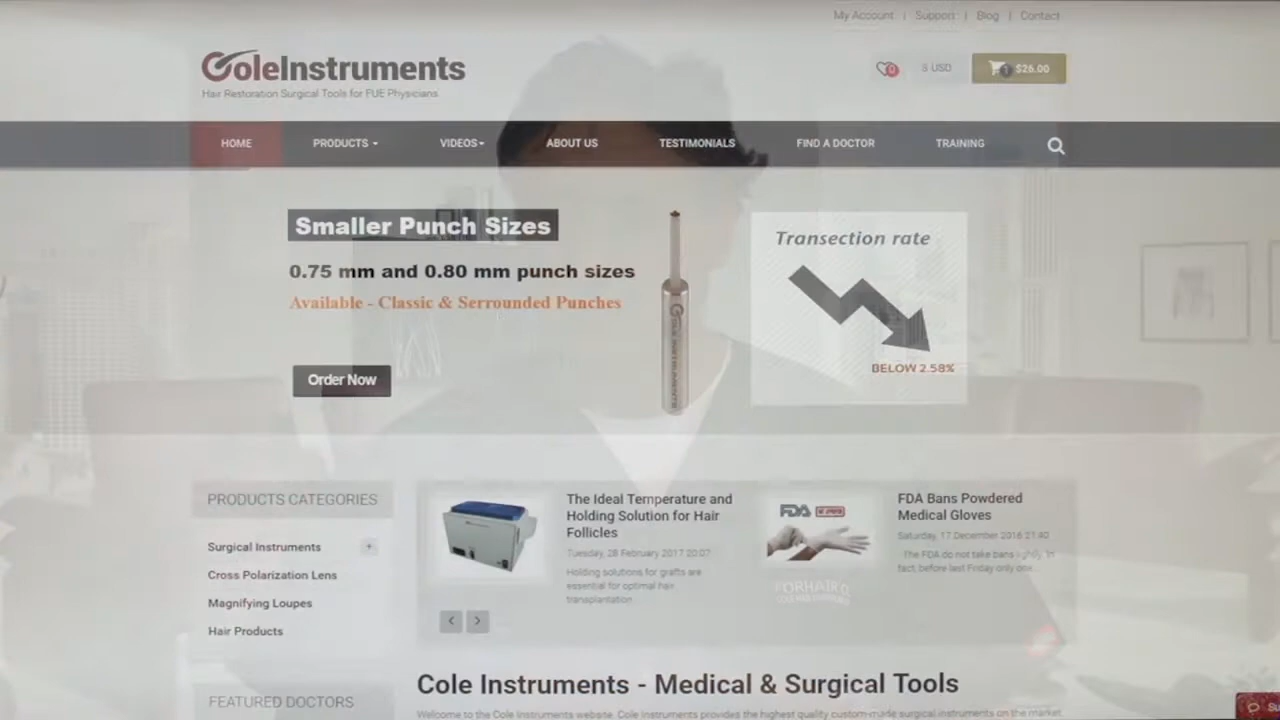 My Account | Support | Blog | Contact
ColeInstruments
Hair Restoration Surgical Tools for FUE Physicians
0
$ USD
1
$26.00
HOME
PRODUCTS
VIDEOS
ABOUT US
TESTIMONIALS
FIND A DOCTOR
TRAINING
Smaller Punch Sizes
0.75 mm and 0.80 mm punch sizes
Available - Classic & Serrounded Punches
Order Now
COLE INSTRUMENTS
Transection rate
BELOW 2.58%
PRODUCTS CATEGORIES
Surgical Instruments +
Cross Polarization Lens
Magnifying Loupes
Hair Products
FEATURED DOCTORS
The Ideal Temperature and
Holding Solution for Hair
Follicles
Tuesday, 28 February 2017 20:07
Holding solutions for grafts are
essential for optimal hair
transplantation
FDA
FDA Bans Powdered
Medical Gloves
Saturday, 17 December 2016 21:40
The FDA do not take bans lightly. In
fact, before last Friday only one...
FORHAIR
< >
Cole Instruments - Medical & Surgical Tools
Welcome to the Cole Instruments website. Cole Instruments provides the highest quality custom-made surgical instruments on the market
Su